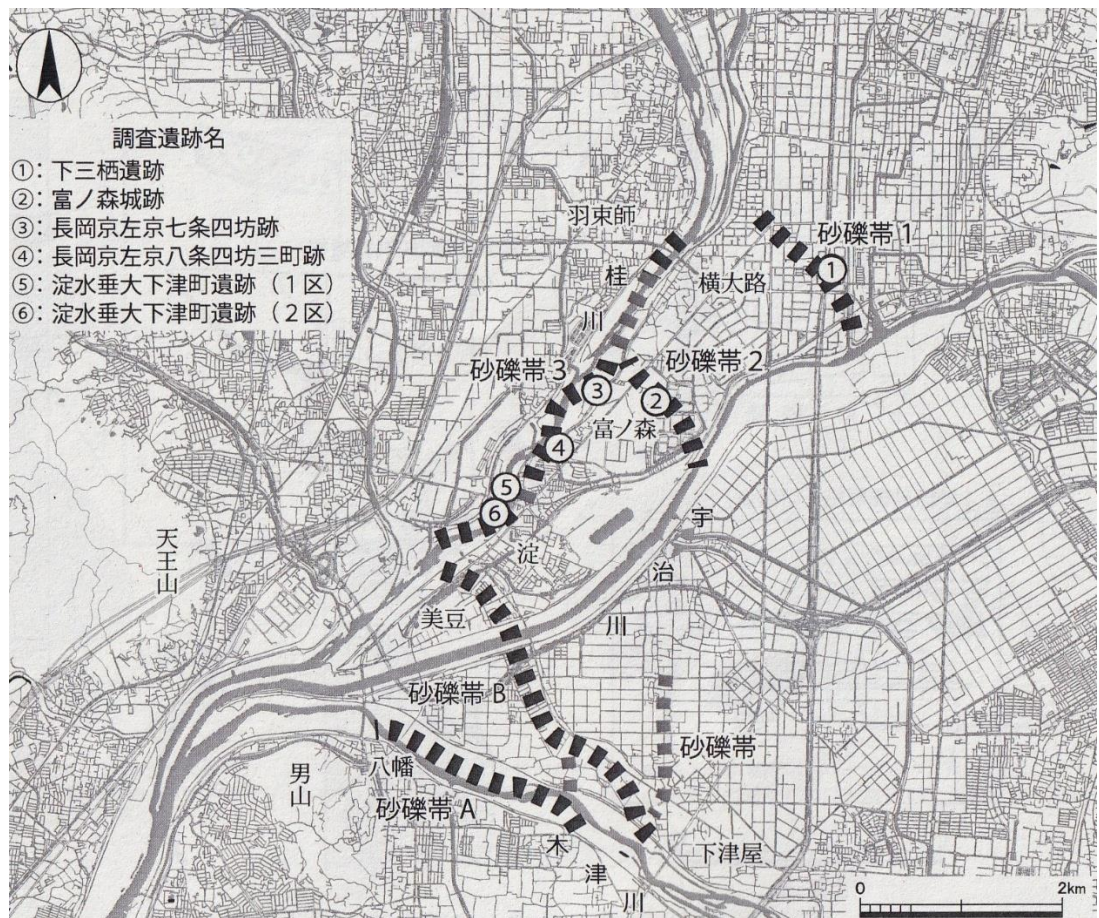 調査遺跡名
①：下三栖遺跡
②：富ノ森城跡
③：長岡京左京七条四坊跡
④：長岡京左京八条四坊三町跡
⑤：淀水垂大下津町遺跡（１区）
⑥：淀水垂大下津町遺跡（２区）
羽束師
砂礫帯 1
①
桂川
横大路
砂礫帯 3
砂礫帯 2
③
②
富ノ森
④
⑤
⑥
天王山
淀
宇治川
美豆
砂礫帯 B
砂礫帯
男山
八幡
砂礫帯 A
木津川
下津屋
0 2km